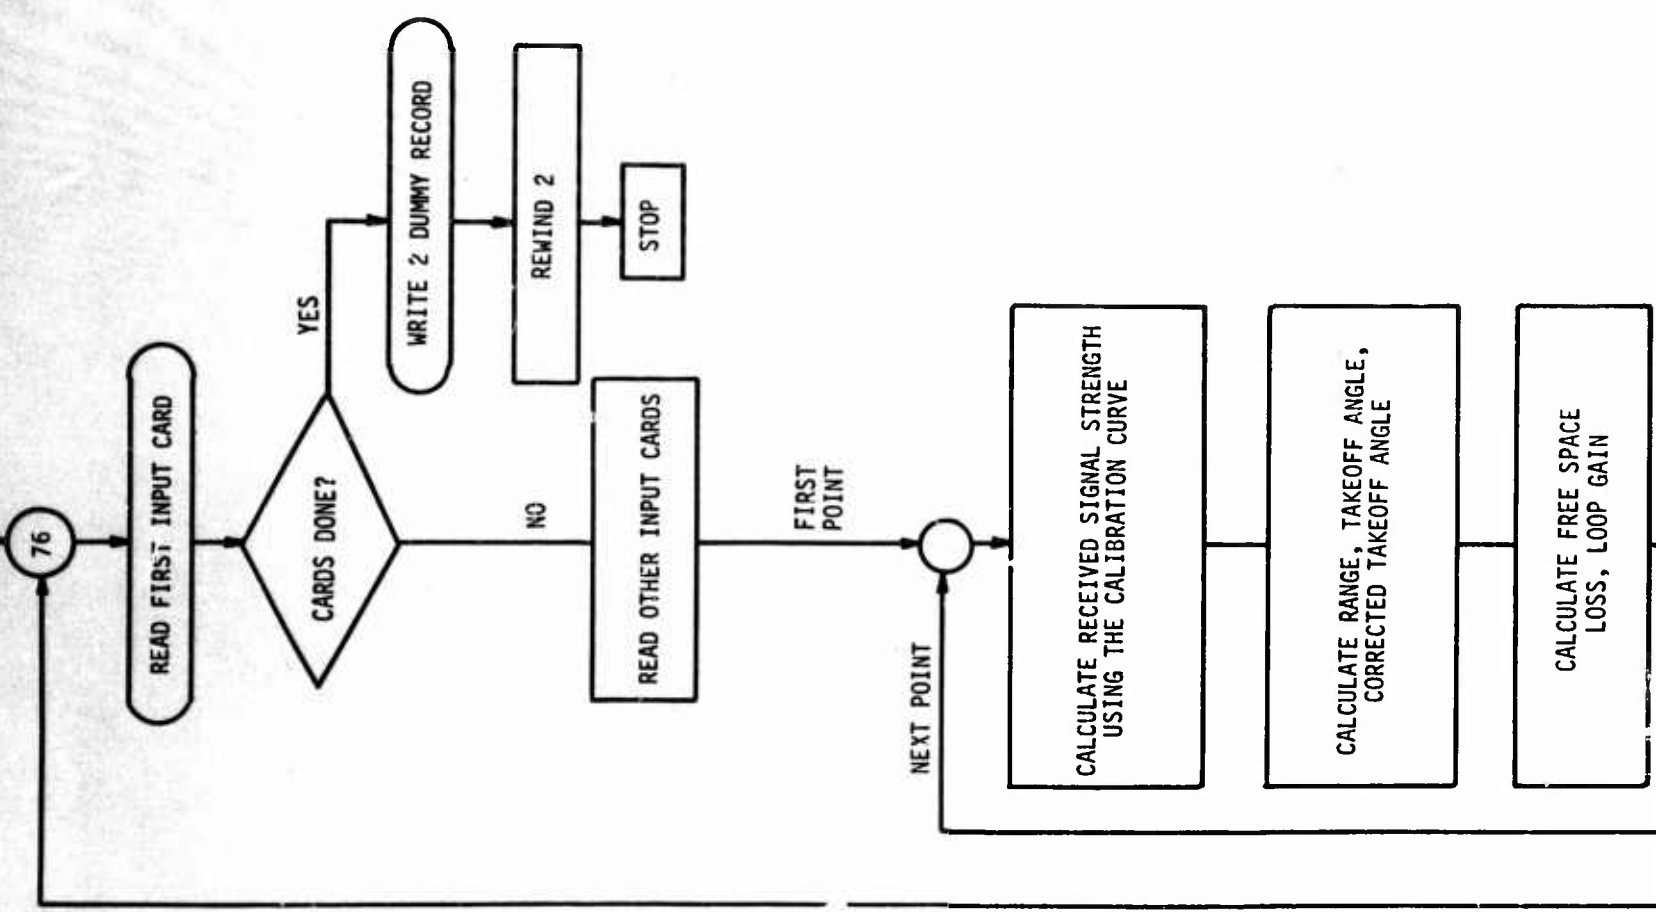 76
READ FIRST INPUT CARD
CARDS DONE?
YES
WRITE 2 DUMMY RECORD
REWIND 2
STOP
NO
READ OTHER INPUT CARDS
FIRST
POINT
NEXT POINT
CALCULATE RECEIVED SIGNAL STRENGTH
USING THE CALIBRATION CURVE
CALCULATE RANGE, TAKEOFF ANGLE,
CORRECTED TAKEOFF ANGLE
CALCULATE FREE SPACE
LOSS, LOOP GAIN